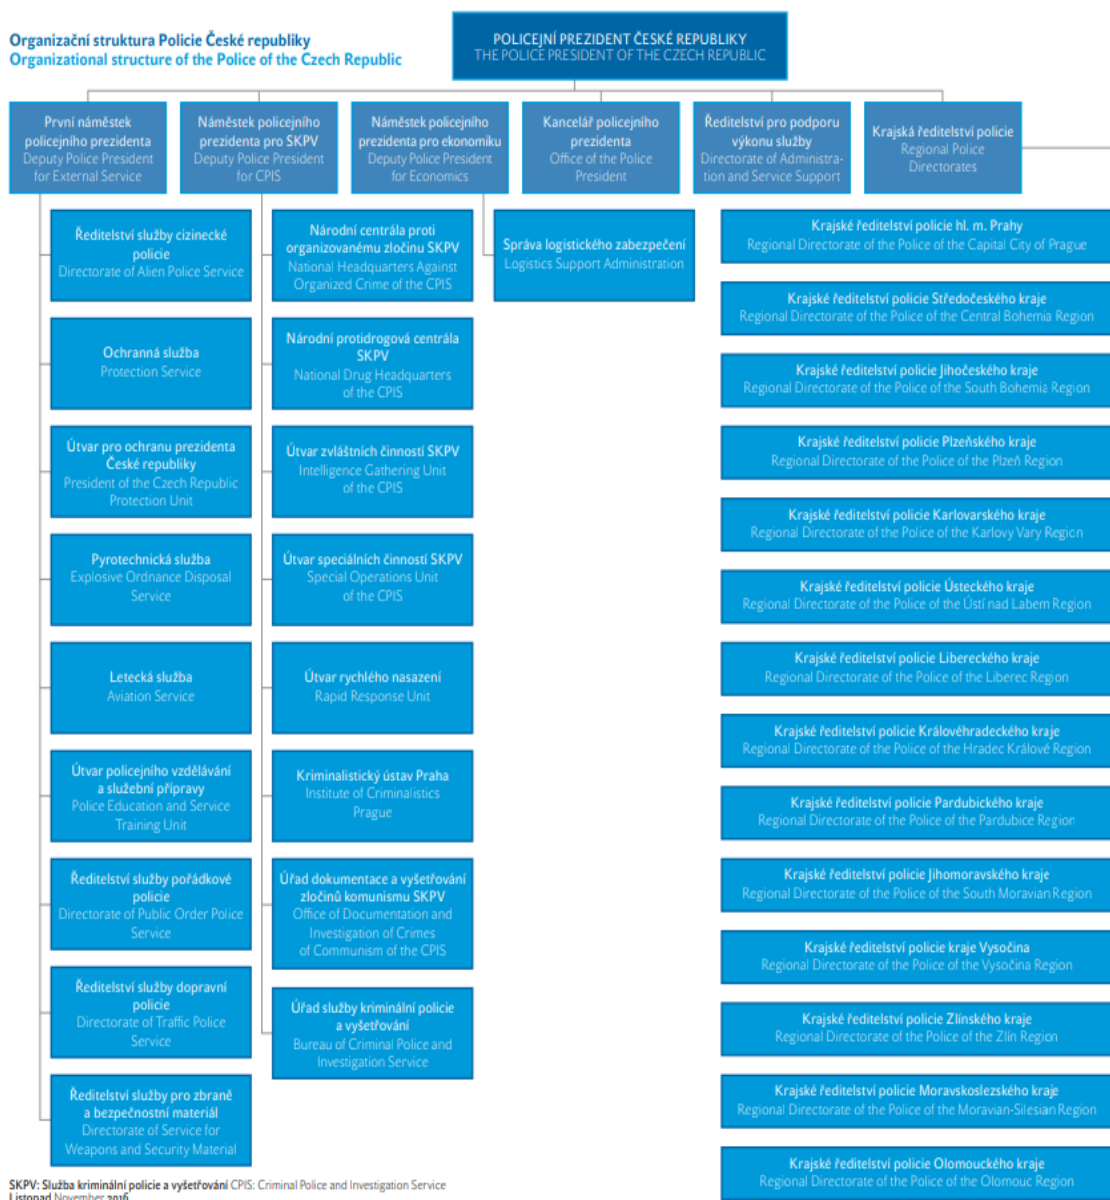 Organizační struktura Policie České republiky
Organizational structure of the Police of the Czech Republic
POLICEJNÍ PREZIDENT ČESKÉ REPUBLIKY
THE POLICE PRESIDENT OF THE CZECH REPUBLIC
První náměstek
policejního prezidenta
Deputy Police President
for External Service
Náměstek policejního
prezidenta pro SKPV
Deputy Police President
for CPIS
Náměstek policejního
prezidenta pro ekonomiku
Deputy Police President
for Economics
Kancelář policejního
prezidenta
Office of the Police
President
Ředitelství pro podporu
výkonu služby
Directorate of Administra-
tion and Service Support
Krajská ředitelství policie
Regional Police
Directorates
Ředitelství služby cizinecké
policie
Directorate of Alien Police Service
Ochranná služba
Protection Service
Útvar pro ochranu prezidenta
České republiky
President of the Czech Republic
Protection Unit
Pyrotechnická služba
Explosive Ordnance Disposal
Service
Letecká služba
Aviation Service
Útvar policejního vzdělávání
a služební přípravy
Police Education and Service
Training Unit
Ředitelství služby pořádkové
policie
Directorate of Public Order Police
Service
Ředitelství služby dopravní
policie
Directorate of Traffic Police
Service
Ředitelství služby pro zbraně
a bezpečnostní materiál
Directorate of Service for
Weapons and Security Material
Národní centrála proti
organizovanému zločinu SKPV
National Headquarters Against
Organized Crime of the CPIS
Národní protidrogová centrála
SKPV
National Drug Headquarters
of the CPIS
Útvar zvláštních činností SKPV
Intelligence Gathering Unit
of the CPIS
Útvar speciálních činností SKPV
Special Operations Unit
of the CPIS
Útvar rychlého nasazení
Rapid Response Unit
Kriminalistický ústav Praha
Institute of Criminalistics
Prague
Úřad dokumentace a vyšetřování
zločinů komunismu SKPV
Office of Documentation and
Investigation of Crimes
of Communism of the CPIS
Úřad služby kriminální policie
a vyšetřování
Bureau of Criminal Police and
Investigation Service
Správa logistického zabezpečení
Logistics Support Administration
Krajské ředitelství policie hl. m. Prahy
Regional Directorate of the Police of the Capital City of Prague
Krajské ředitelství policie Středočeského kraje
Regional Directorate of the Police of the Central Bohemia Region
Krajské ředitelství policie Jihočeského kraje
Regional Directorate of the Police of the South Bohemia Region
Krajské ředitelství policie Plzeňského kraje
Regional Directorate of the Police of the Plzeň Region
Krajské ředitelství policie Karlovarského kraje
Regional Directorate of the Police of the Karlovy Vary Region
Krajské ředitelství policie Ústeckého kraje
Regional Directorate of the Police of the Ústí nad Labem Region
Krajské ředitelství policie Libereckého kraje
Regional Directorate of the Police of the Liberec Region
Krajské ředitelství policie Královéhradeckého kraje
Regional Directorate of the Police of the Hradec Králové Region
Krajské ředitelství policie Pardubického kraje
Regional Directorate of the Police of the Pardubice Region
Krajské ředitelství policie Jihomoravského kraje
Regional Directorate of the Police of the South Moravian Region
Krajské ředitelství policie kraje Vysočina
Regional Directorate of the Police of the Vysočina Region
Krajské ředitelství policie Zlínského kraje
Regional Directorate of the Police of the Zlín Region
Krajské ředitelství policie Moravskoslezského kraje
Regional Directorate of the Police of the Moravian-Silesian Region
Krajské ředitelství policie Olomouckého kraje
Regional Directorate of the Police of the Olomouc Region
SKPV: Služba kriminální policie a vyšetřování CPIS: Criminal Police and Investigation Service
Listopad November 2016